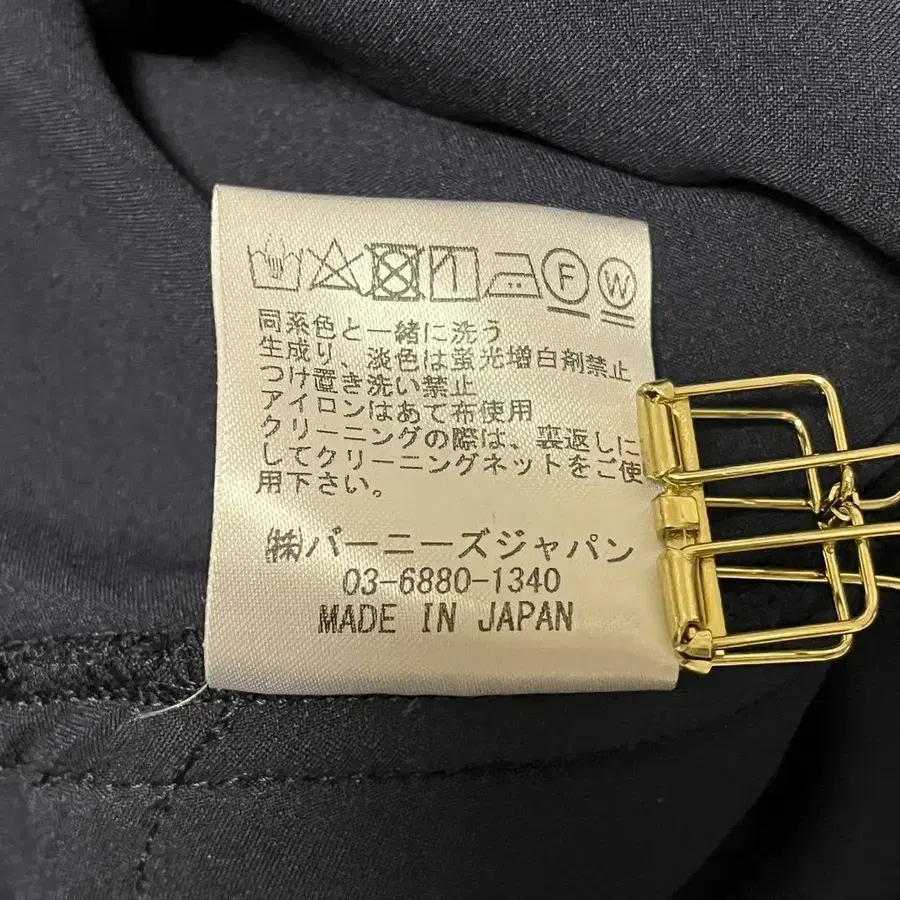 F W
同系色と一緒に洗う
生成り、淡色は蛍光増白剤禁止
つけ置き洗い禁止
アイロンはあて布使用
クリーニングの際は、裏返しに
してクリーニングネットをご使
用下さい。
㈱バーニーズジャパン
03-6880-1340
MADE IN JAPAN